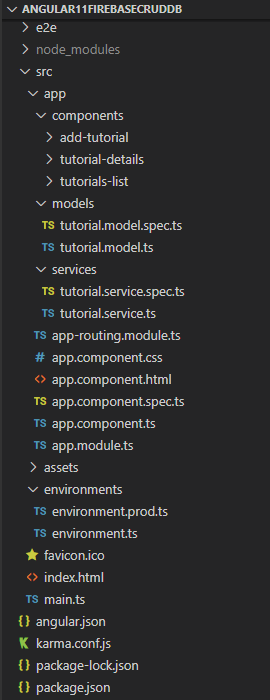 ANGULAR11FIREBASECRUDDB
e2e
node_modules
src
app
components
add-tutorial
tutorial-details
tutorials-list
models
TS tutorial.model.spec.ts
TS tutorial.model.ts
services
TS tutorial.service.spec.ts
TS tutorial.service.ts
TS app-routing.module.ts
# app.component.css
<> app.component.html
TS app.component.spec.ts
TS app.component.ts
TS app.module.ts
assets
environments
TS environment.prod.ts
TS environment.ts
favicon.ico
<> index.html
TS main.ts
{} angular.json
karma.conf.js
{} package-lock.json
{} package.json